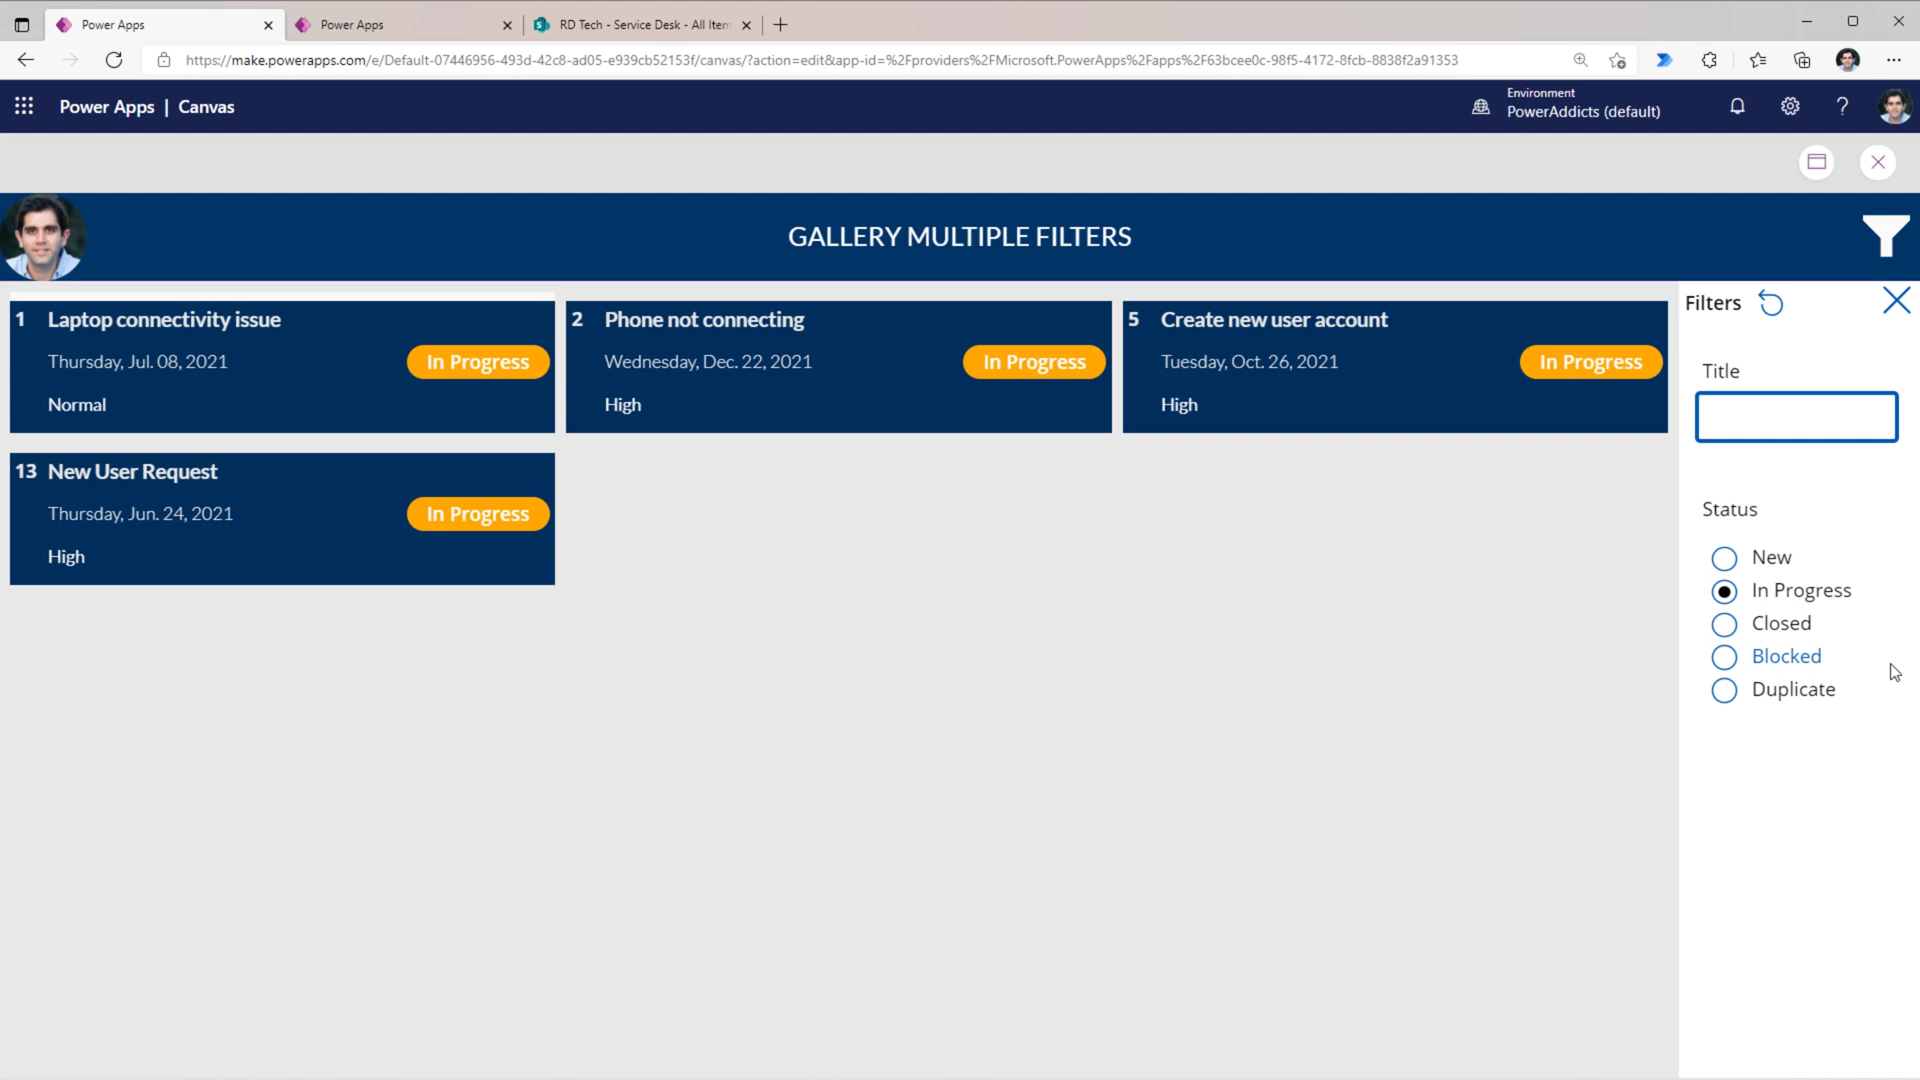 Power Apps
Power Apps
RD Tech - Service Desk - All Item
https://make.powerapps.com/e/Default-07446956-493d-42c8-ad05-e939cb52153f/canvas/?action=edit&app-id=%2Fproviders%2FMicrosoft.PowerApps%2Fapps%2F63bcee0c-98f5-4172-8fcb-8838f2a91353
Power Apps | Canvas
Environment
PowerAddicts (default)
GALLERY MULTIPLE FILTERS
1 Laptop connectivity issue
Thursday, Jul. 08, 2021
In Progress
Normal
2 Phone not connecting
Wednesday, Dec. 22, 2021
In Progress
High
5 Create new user account
Tuesday, Oct. 26, 2021
In Progress
High
13 New User Request
Thursday, Jun. 24, 2021
In Progress
High
Filters
Title
Status
New
In Progress
Closed
Blocked
Duplicate